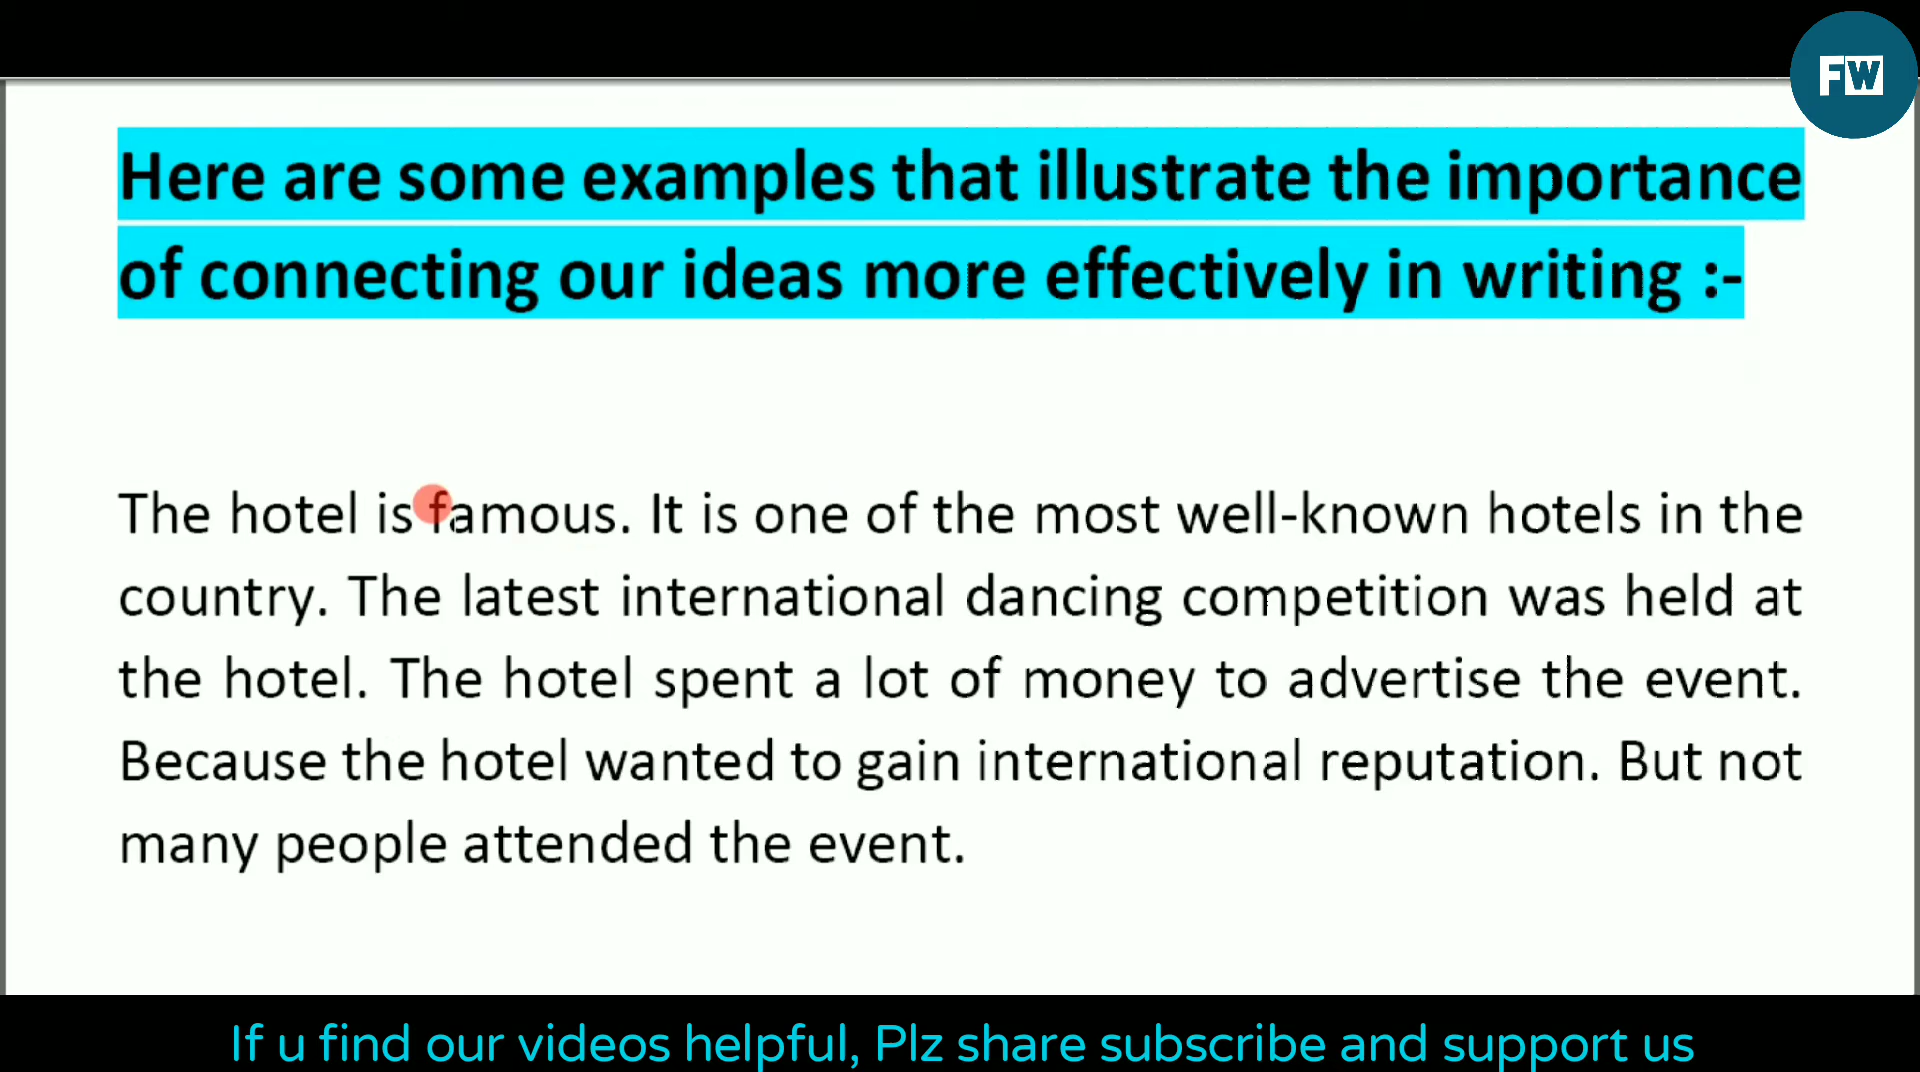 FW
Here are some examples that illustrate the importance
of connecting our ideas more effectively in writing :-
The hotel is famous. It is one of the most well-known hotels in the
country. The latest international dancing competition was held at
the hotel. The hotel spent a lot of money to advertise the event.
Because the hotel wanted to gain international reputation. But not
many people attended the event.
If u find our videos helpful, Plz share subscribe and support us